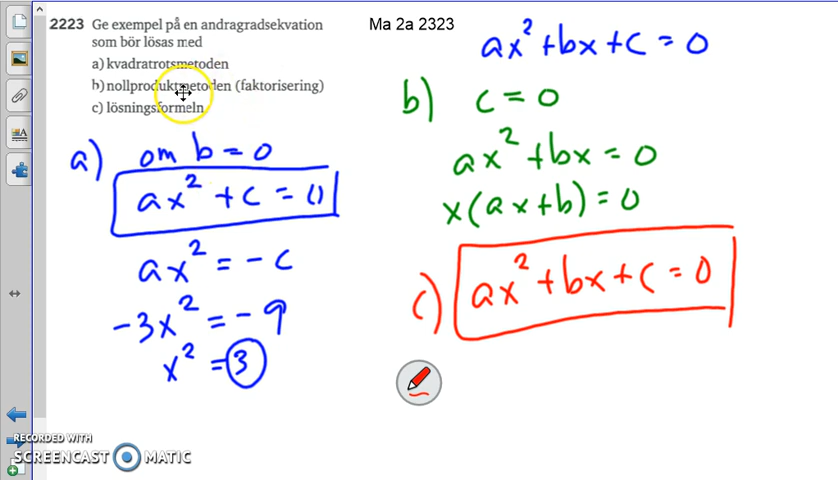 2223 Ge exempel på en andragradsekvation
som bör lösas med
a) kvadratrotsmetoden
b) nollproduktmetoden (faktorisering)
c) lösningsformeln
Ma 2a 2323
ax² + bx + c = 0
a) om b = 0
ax² + c = 0
ax² = - c
-3x² = - 9
x² = 3
b) c = 0
ax² + bx = 0
x(ax+b) = 0
c) ax² + bx + c = 0
RECORDED WITH
SCREENCAST MATIC